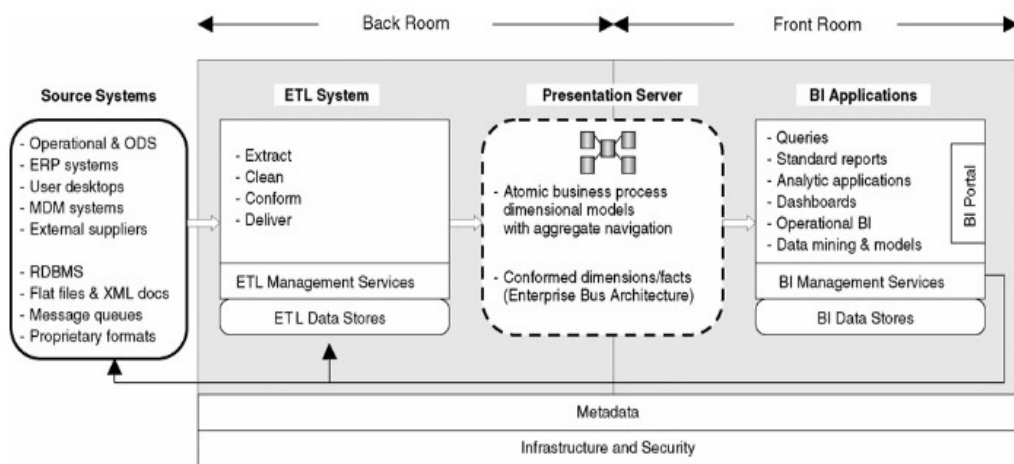 Back Room
Front Room
Source Systems
- Operational & ODS
- ERP systems
- User desktops
- MDM systems
- External suppliers
- RDBMS
- Flat files & XML docs
- Message queues
- Proprietary formats
ETL System
- Extract
- Clean
- Conform
- Deliver
ETL Management Services
ETL Data Stores
Presentation Server
- Atomic business process
dimensional models
with aggregate navigation
- Conformed dimensions/facts
(Enterprise Bus Architecture)
BI Applications
- Queries
- Standard reports
- Analytic applications
- Dashboards
- Operational BI
- Data mining & models
BI Portal
BI Management Services
BI Data Stores
Metadata
Infrastructure and Security